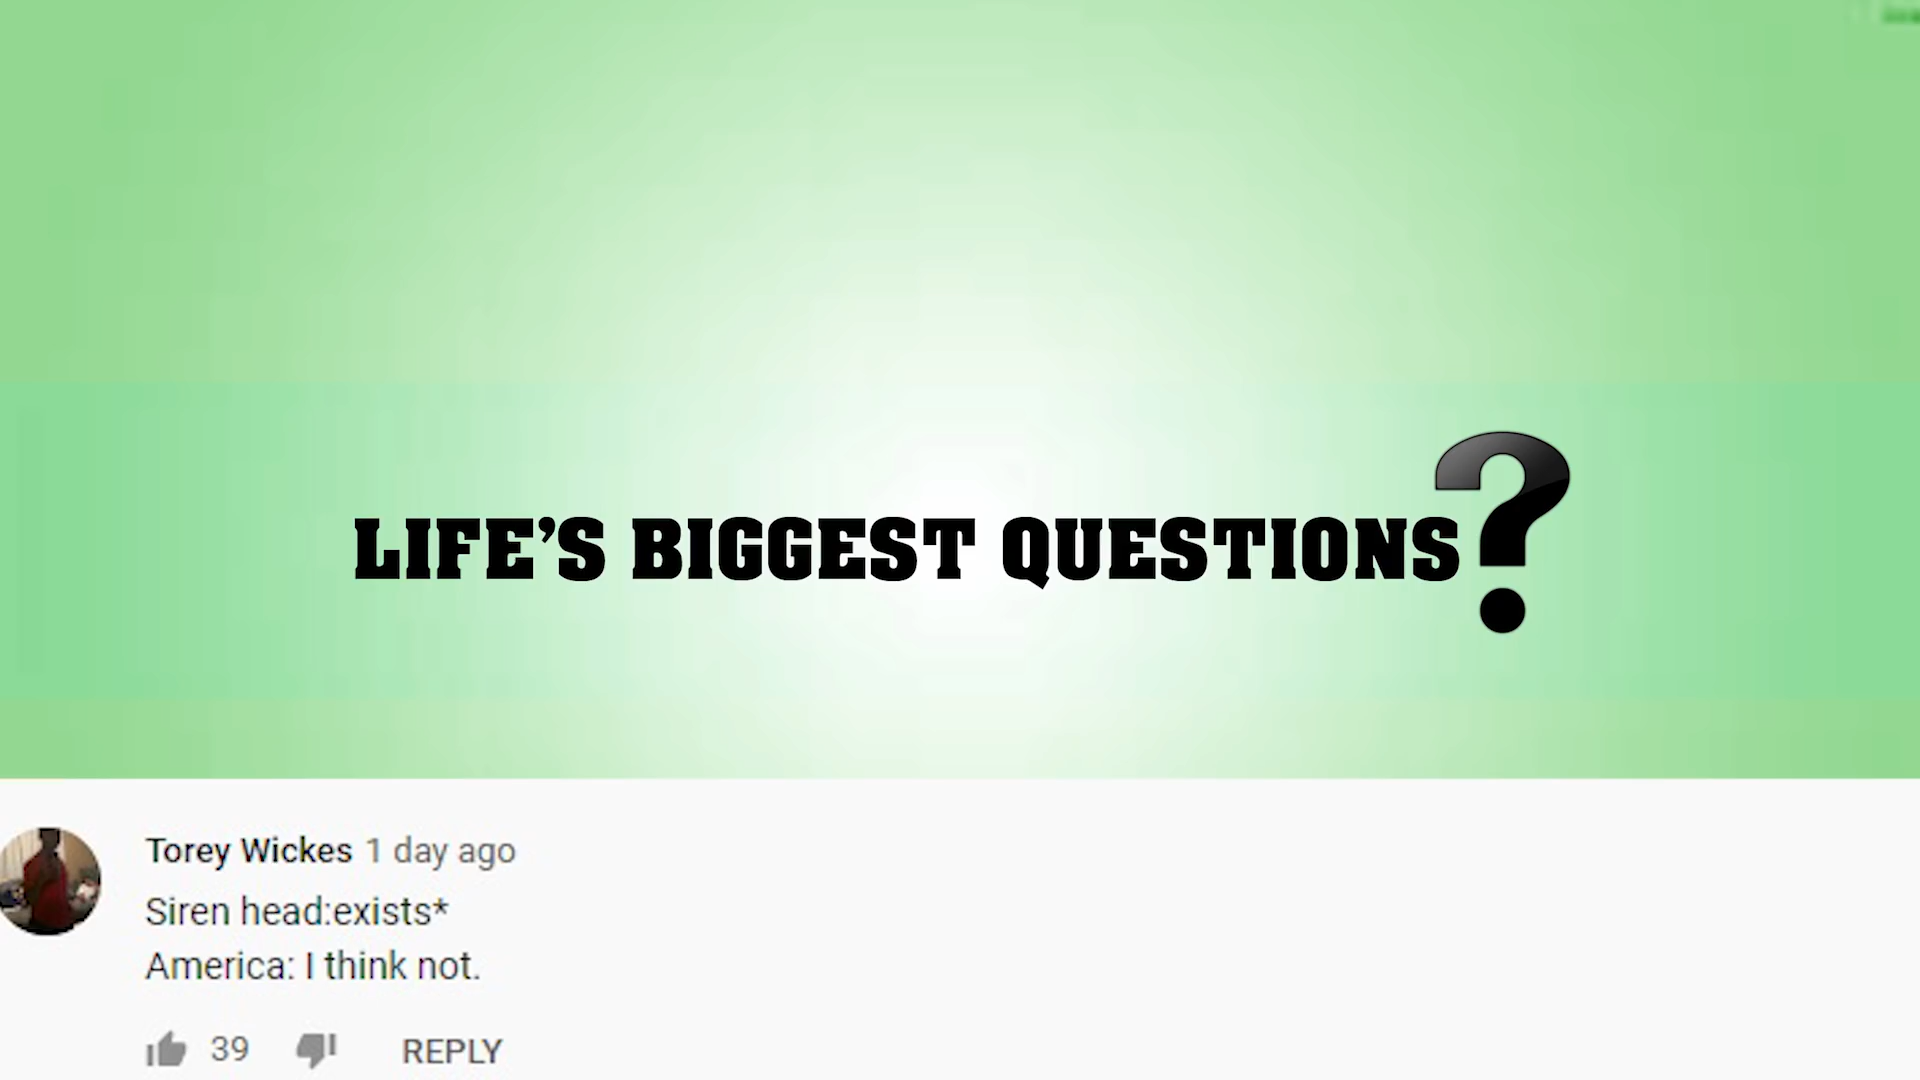 LIFE'S BIGGEST QUESTIONS?
Torey Wickes 1 day ago
Siren head:exists*
America: I think not.
39 REPLY